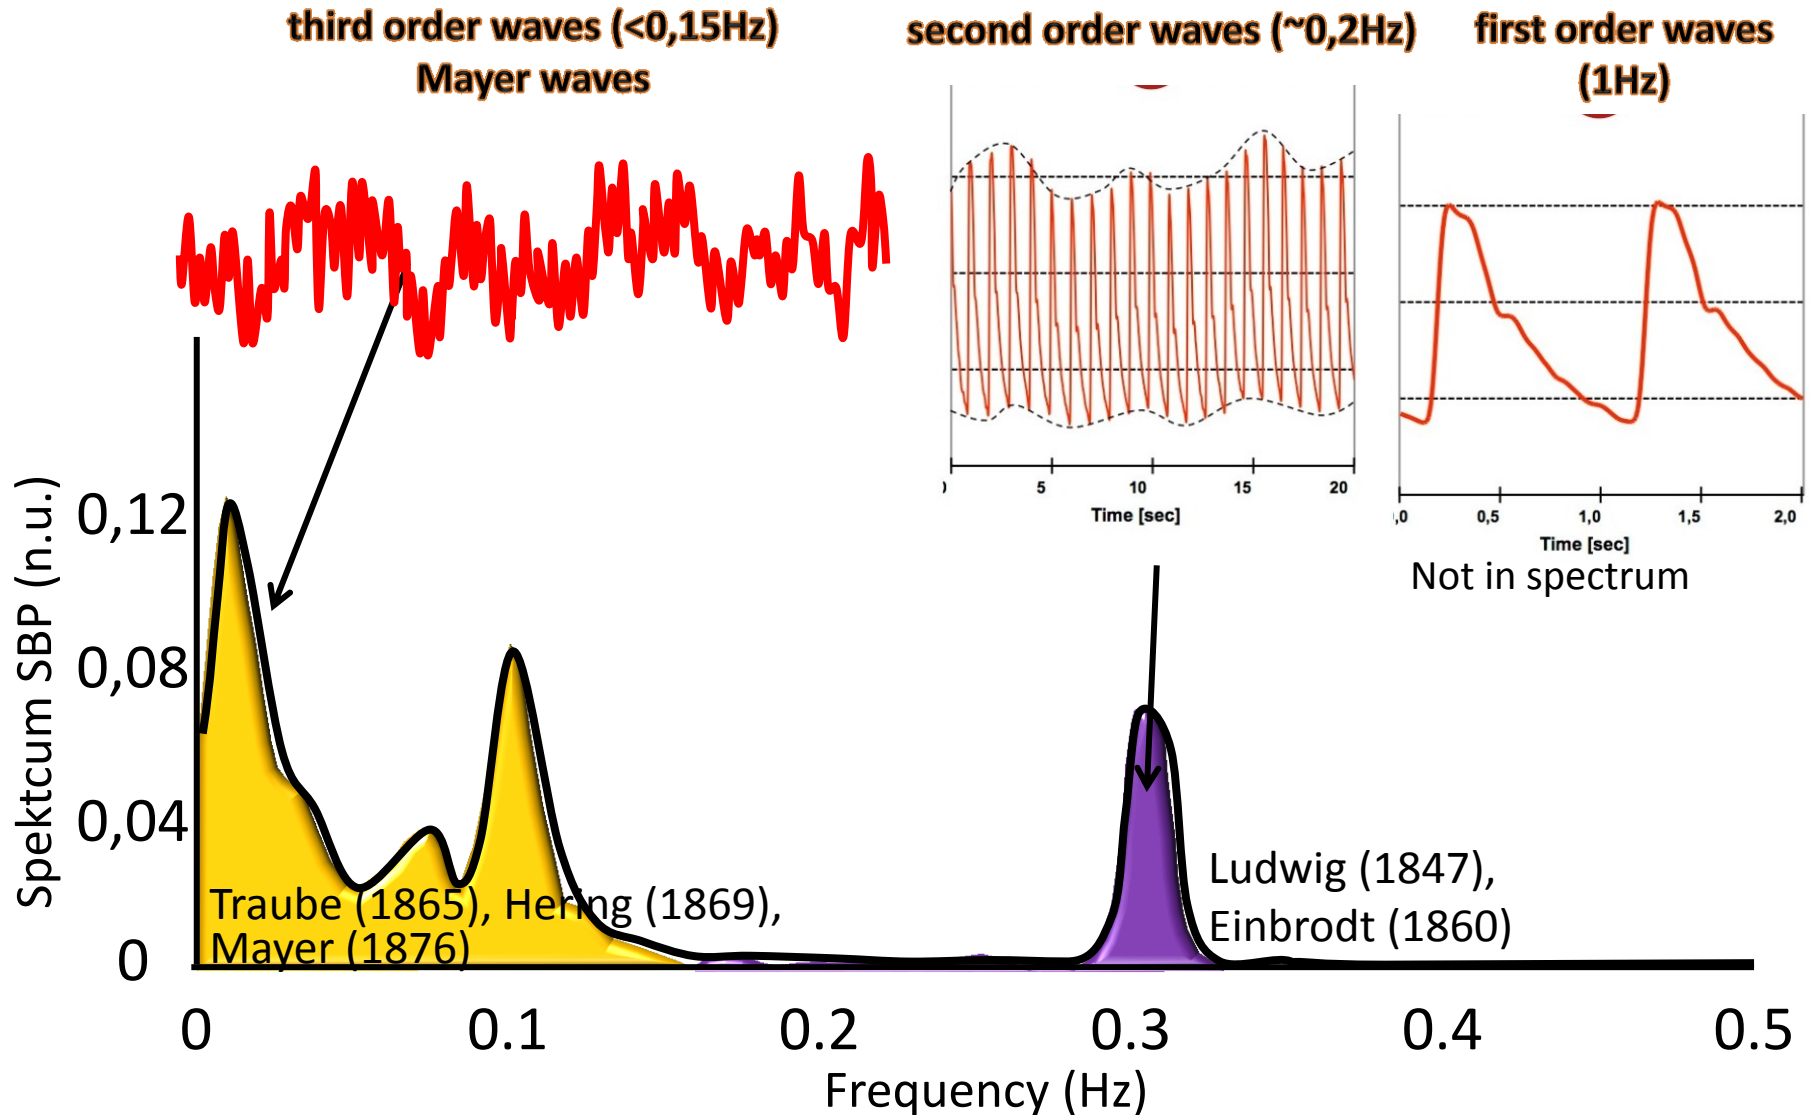 third order waves (<0,15Hz)
Mayer waves
second order waves (~0,2Hz)
first order waves
(1Hz)
0 5 10 15 20
Time [sec]
,0 0,5 1,0 1,5 2,0
Time [sec]
Not in spectrum
Spektcum SBP (n.u.)
0,12
0,08
0,04
0
Traube (1865), Hering (1869),
Mayer (1876)
Ludwig (1847),
Einbrodt (1860)
0 0.1 0.2 0.3 0.4 0.5
Frequency (Hz)